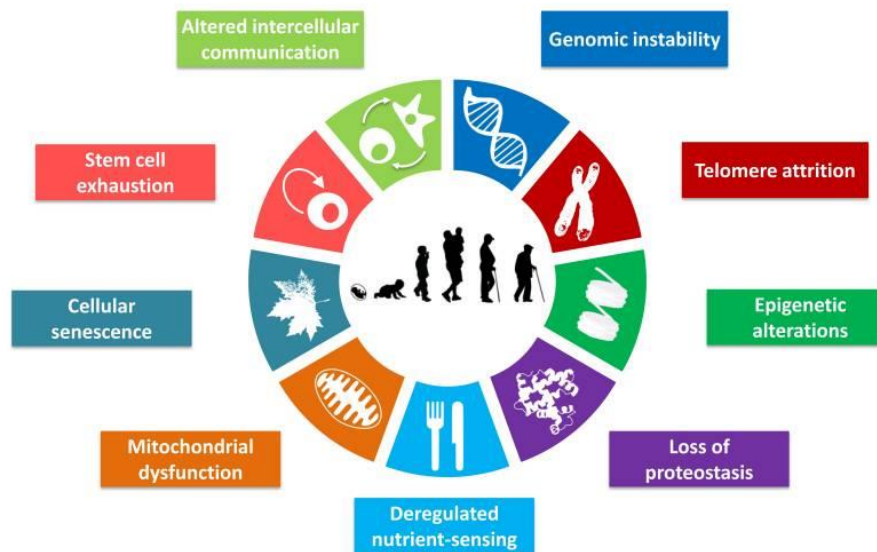 Altered intercellular
communication
Genomic instability
Stem cell
exhaustion
Telomere attrition
Cellular
senescence
Epigenetic
alterations
Mitochondrial
dysfunction
Loss of
proteostasis
Deregulated
nutrient-sensing